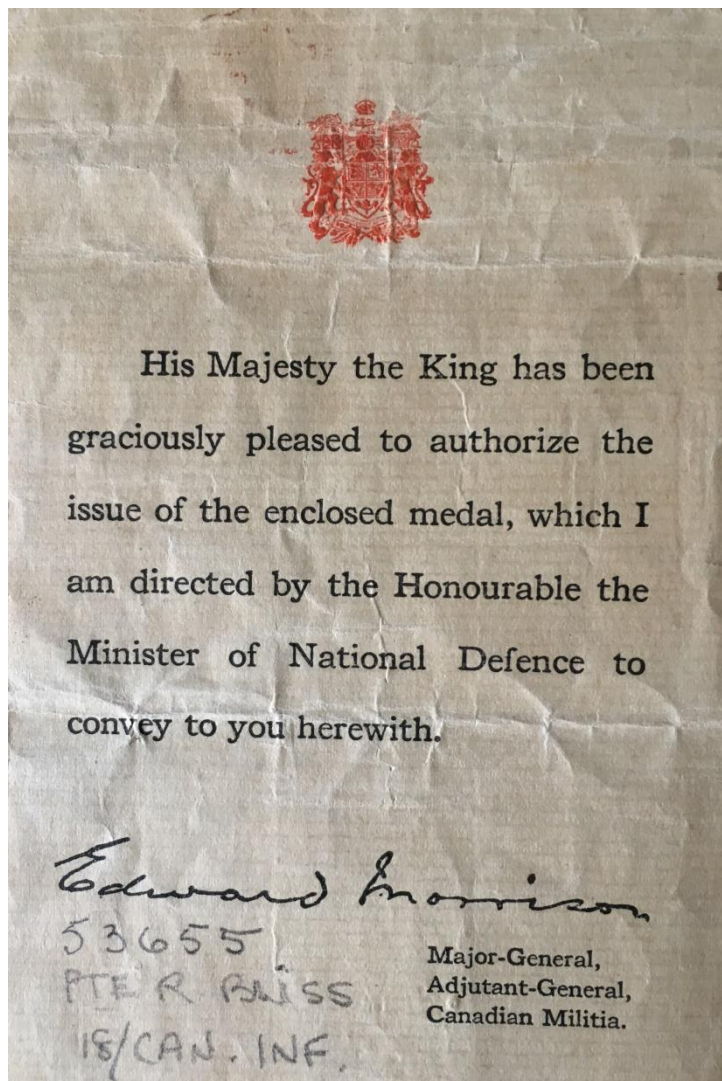 His Majesty the King has been
graciously pleased to authorize the
issue of the enclosed medal, which I
am directed by the Honourable the
Minister of National Defence to
convey to you herewith.
Edward Morrison
53655
PTE R BLiSS
18/CAN. INF.
Major-General,
Adjutant-General,
Canadian Militia.